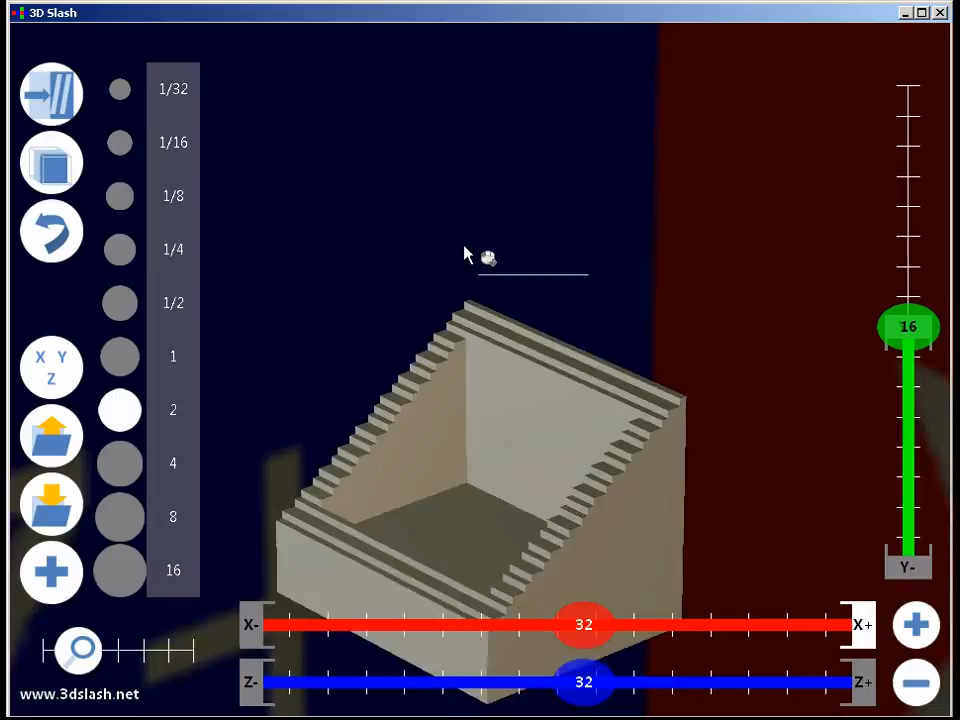 3D Slash
1/32
1/16
1/8
1/4
1/2
X Y
Z
1
2
4
8
16
16
Y-
X-
32
X+
Z-
32
Z+
www.3dslash.net